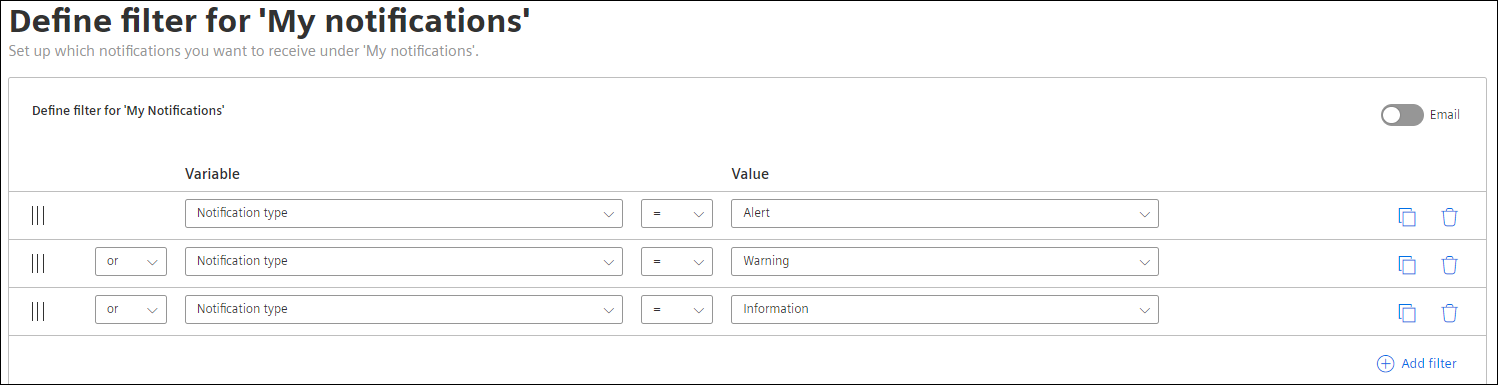 Define filter for 'My notifications'
Set up which notifications you want to receive under 'My notifications'.
Define filter for 'My Notifications'
Email
Variable Value
Notification type = Alert
or Notification type = Warning
or Notification type = Information
Add filter